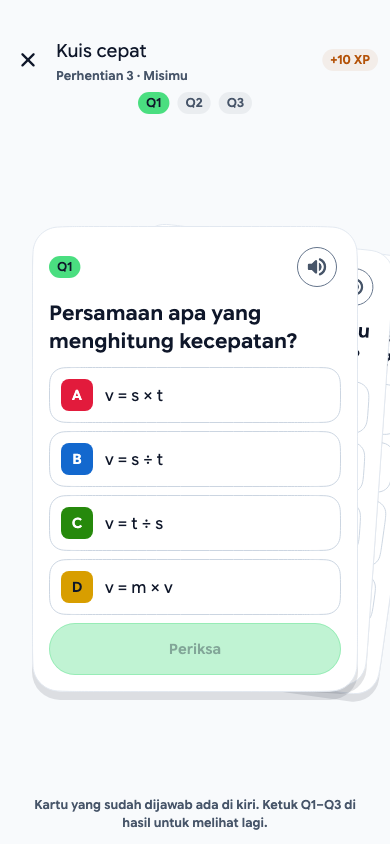 Kuis cepat
Perhentian 3 · Misimu
+10 XP
Q1 Q2 Q3
Q1
Persamaan apa yang
menghitung kecepatan?
A v = s × t
B v = s ÷ t
C v = t ÷ s
D v = m × v
Periksa
Kartu yang sudah dijawab ada di kiri. Ketuk Q1–Q3 di
hasil untuk melihat lagi.